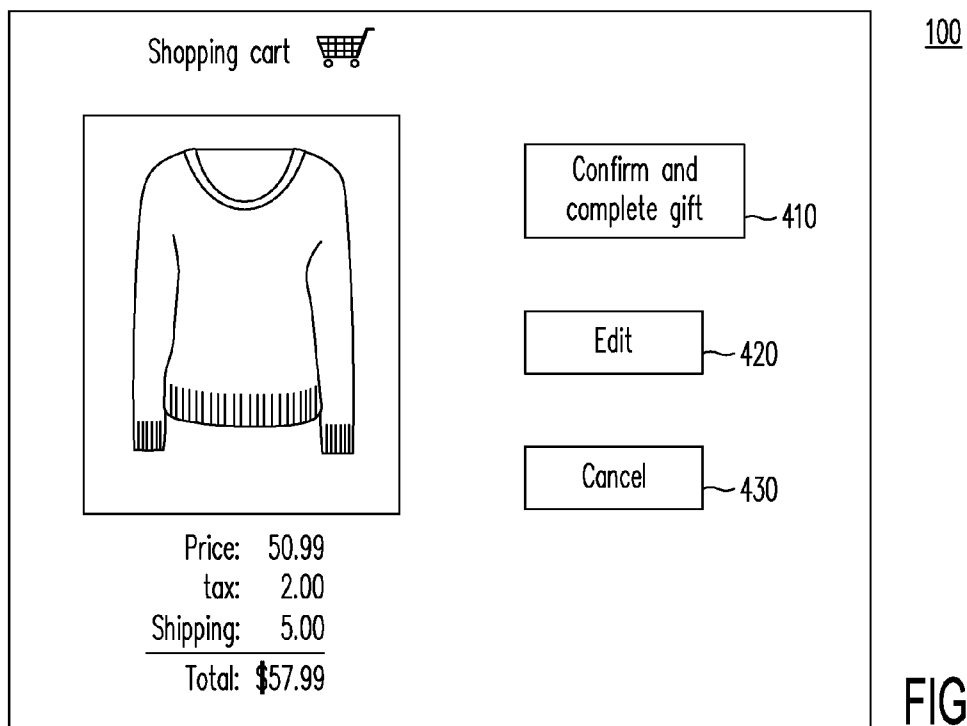 100
Shopping cart
Confirm and
complete gift
410
Edit
420
Cancel
430
Price: 50.99
tax: 2.00
Shipping: 5.00
Total: $57.99
FIG